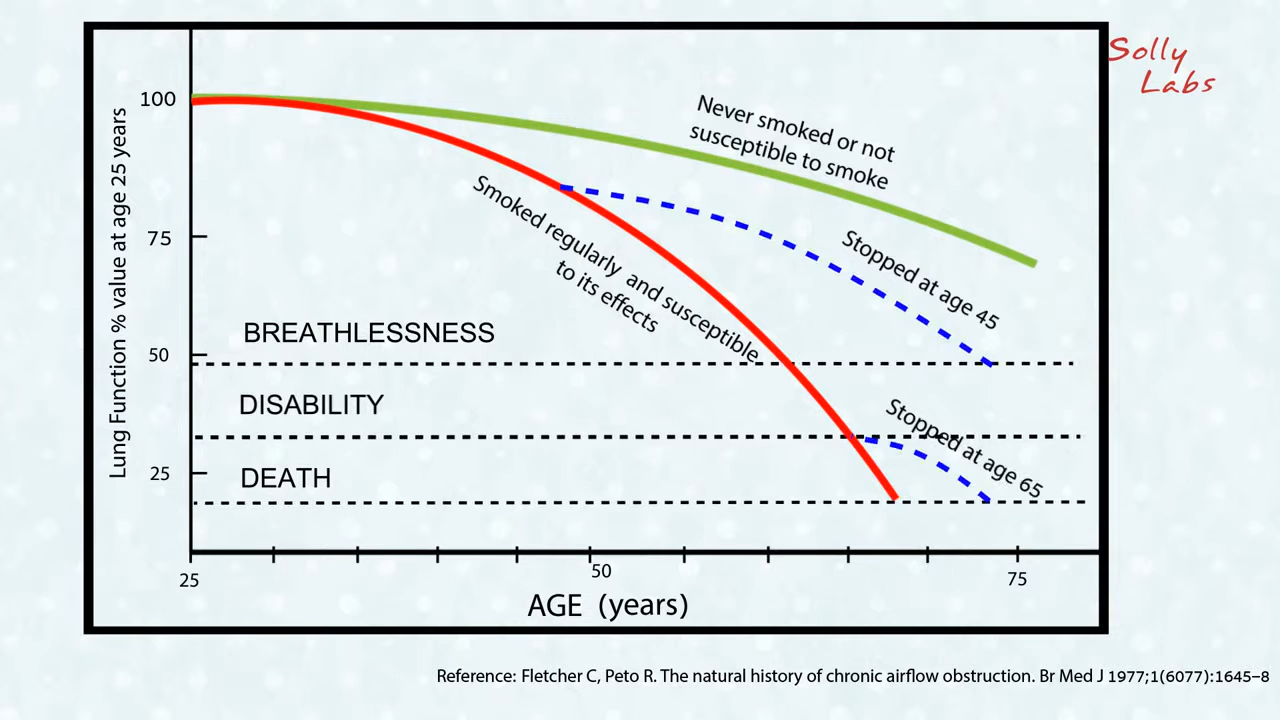 Solly
Labs
Lung Function % value at age 25 years
100
75
50
25
Never smoked or not
susceptible to smoke
Smoked regularly and susceptible
to its effects
Stopped at age 45
Stopped at age 65
BREATHLESSNESS
DISABILITY
DEATH
25
50
75
AGE (years)
Reference: Fletcher C, Peto R. The natural history of chronic airflow obstruction. Br Med J 1977;1(6077):1645–8